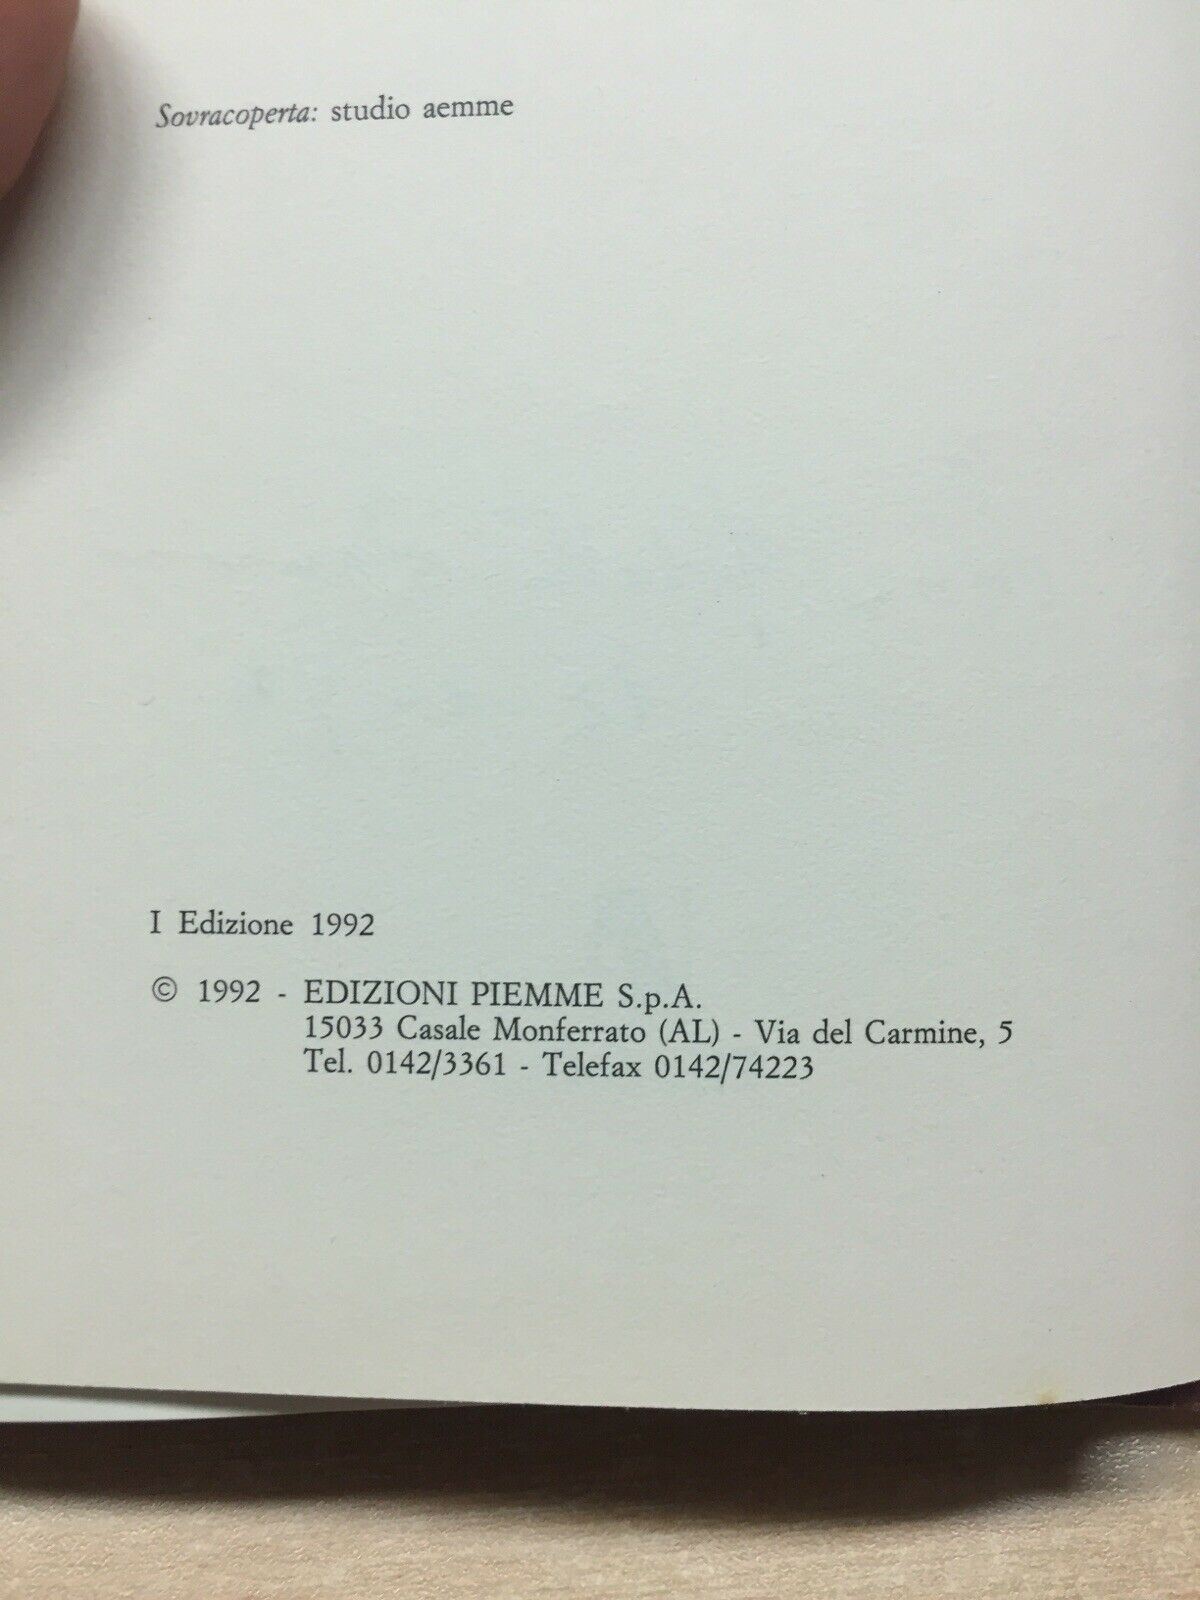 Sovracoperta: studio aemme
I Edizione 1992
© 1992 - EDIZIONI PIEMME S.p.A.
15033 Casale Monferrato (AL) - Via del Carmine, 5
Tel. 0142/3361 - Telefax 0142/74223